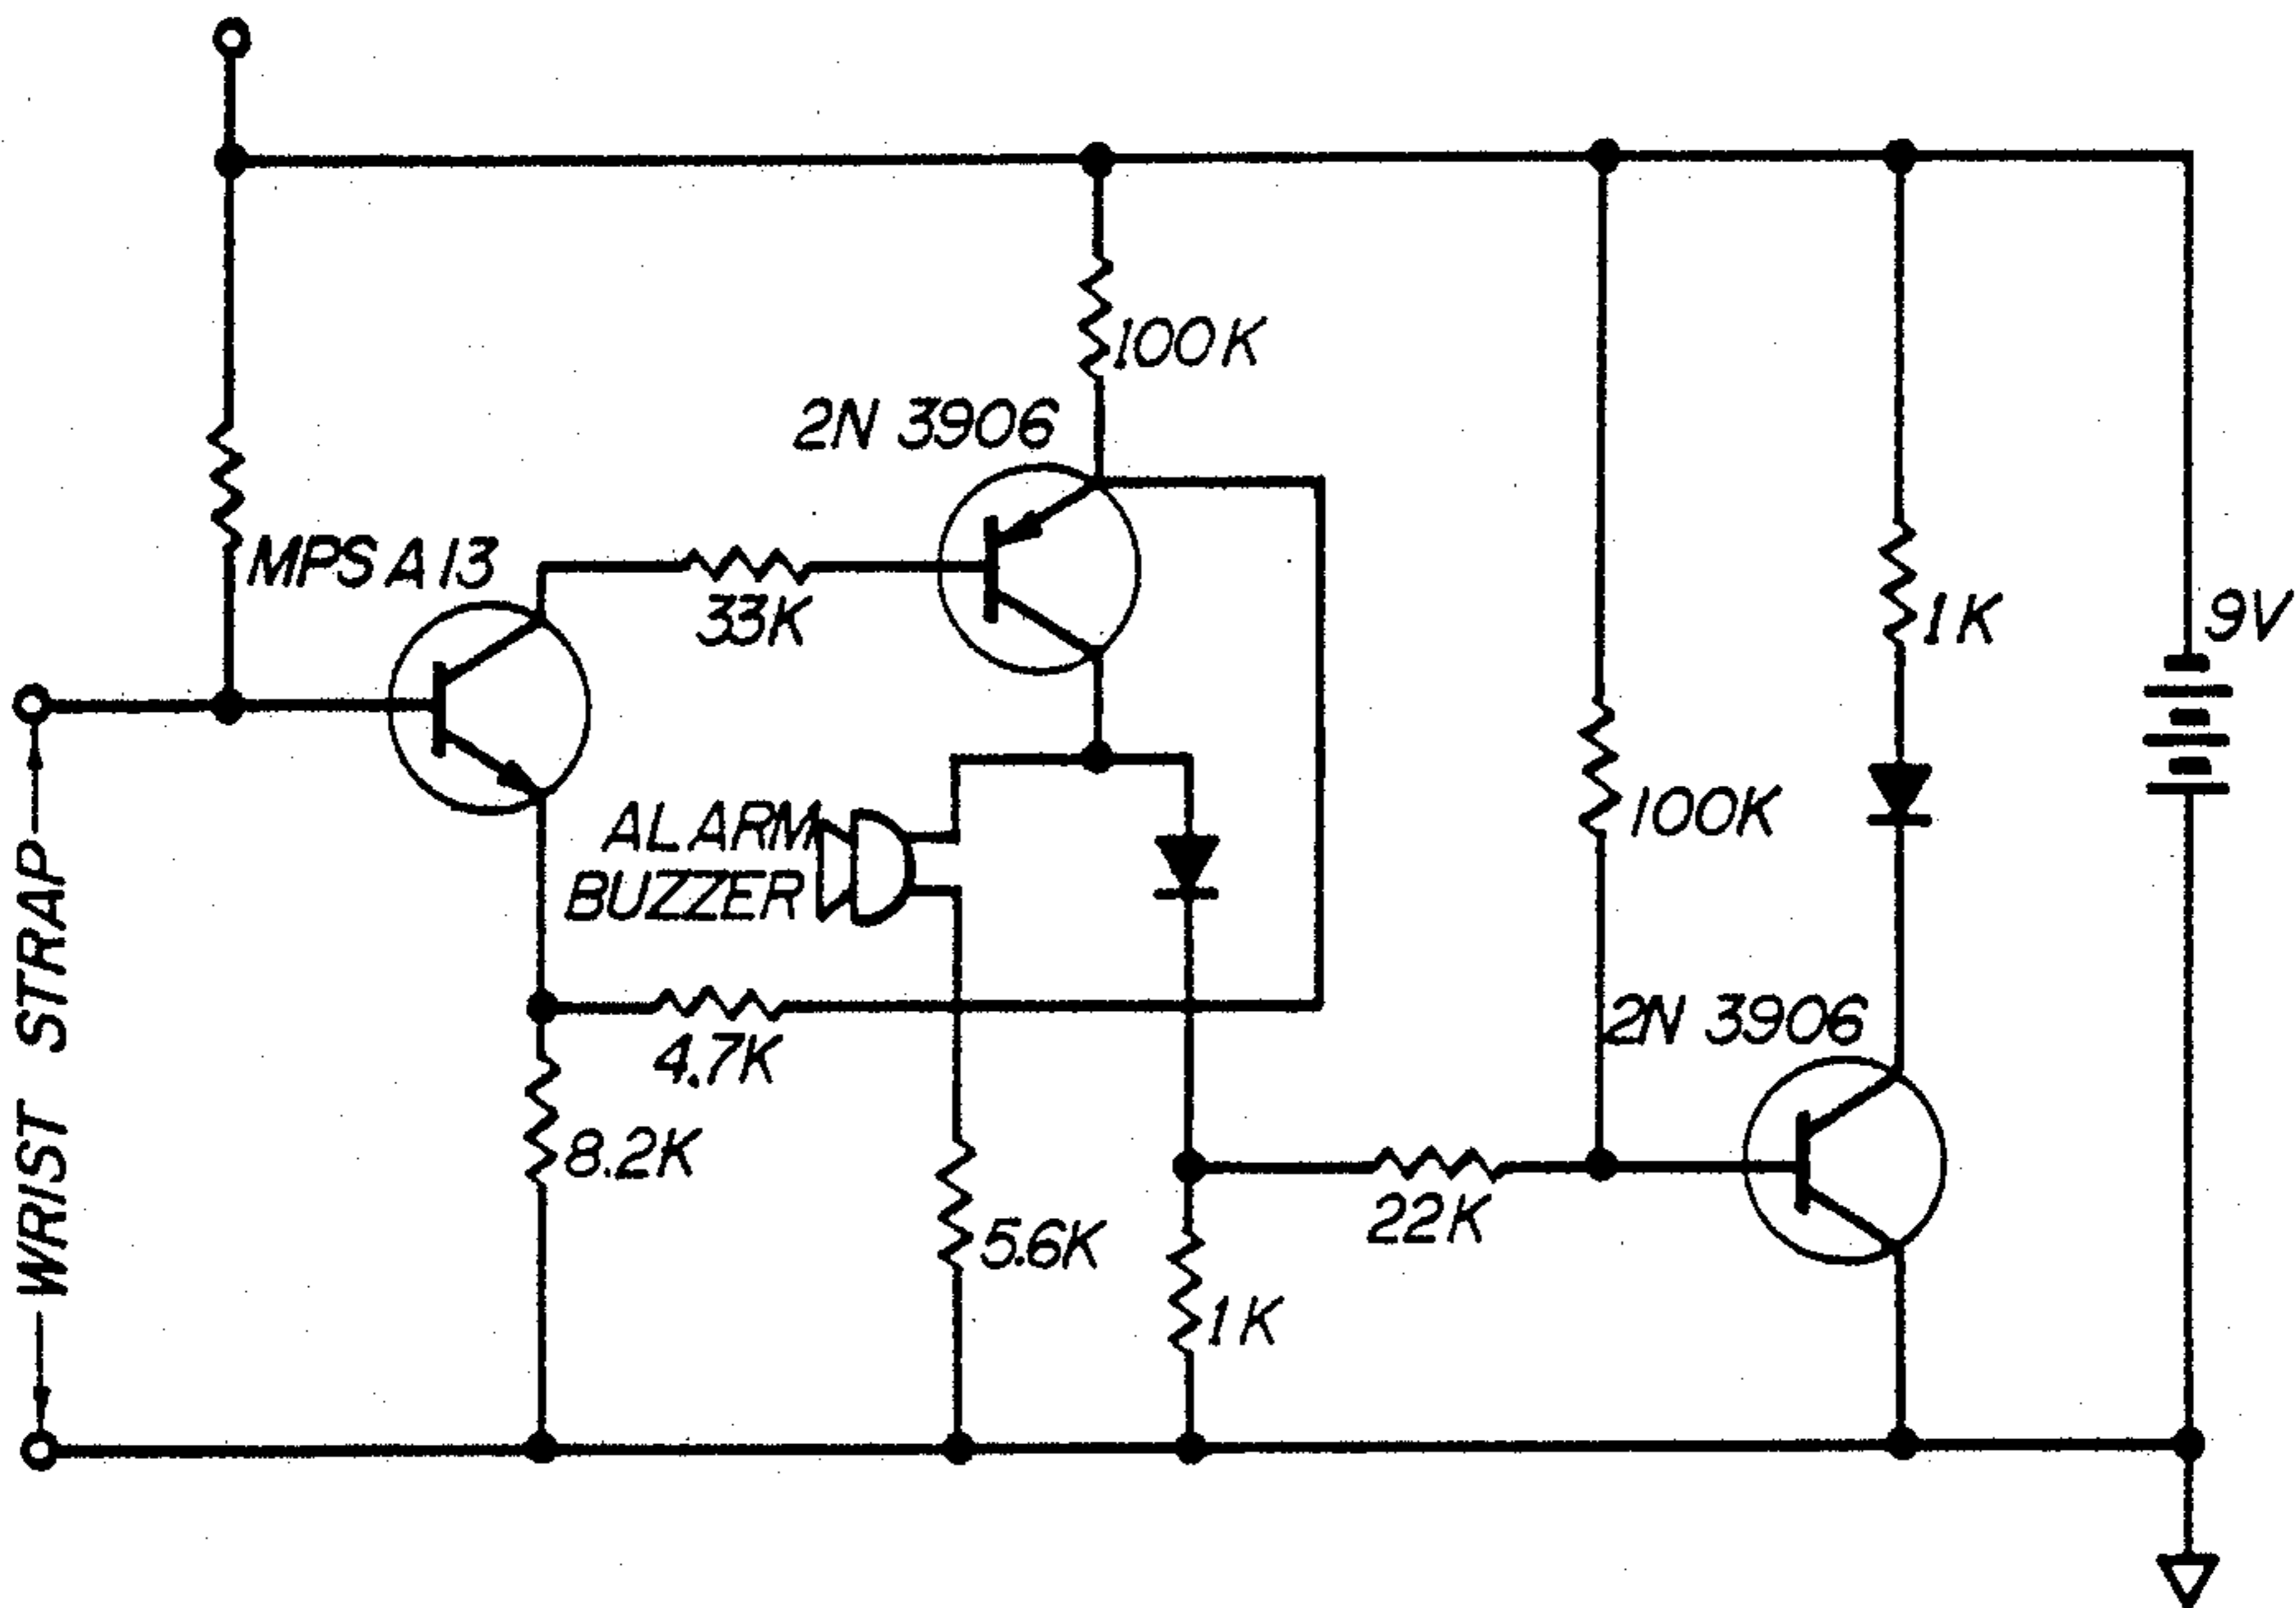 100K
2N 3906
MPS A 13
33K
1K
9V
100K
ALARM
BUZZER
WRIST STRAP
2N 3906
4.7K
8.2K
22K
5.6K
1K